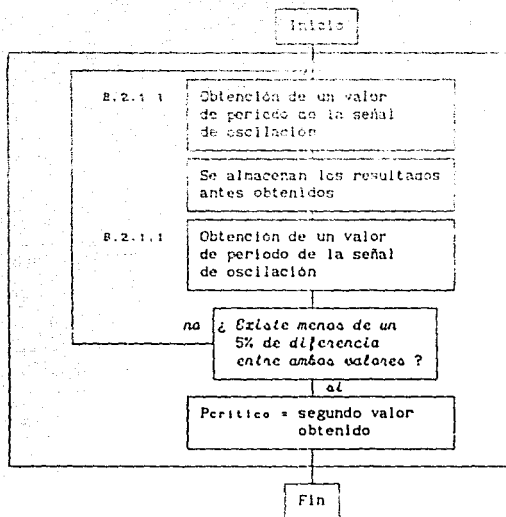 Inicio
B.2.1.1
Obtención de un valor
de periodo de la señal
de oscilación
Se almacenan los resultados
antes obtenidos
B.2.1.1
Obtención de un valor
de periodo de la señal
de oscilación
no
¿ Existe menos de un
5% de diferencia
entre ambos valores ?
si
Pcritico = segundo valor
obtenido
Fin